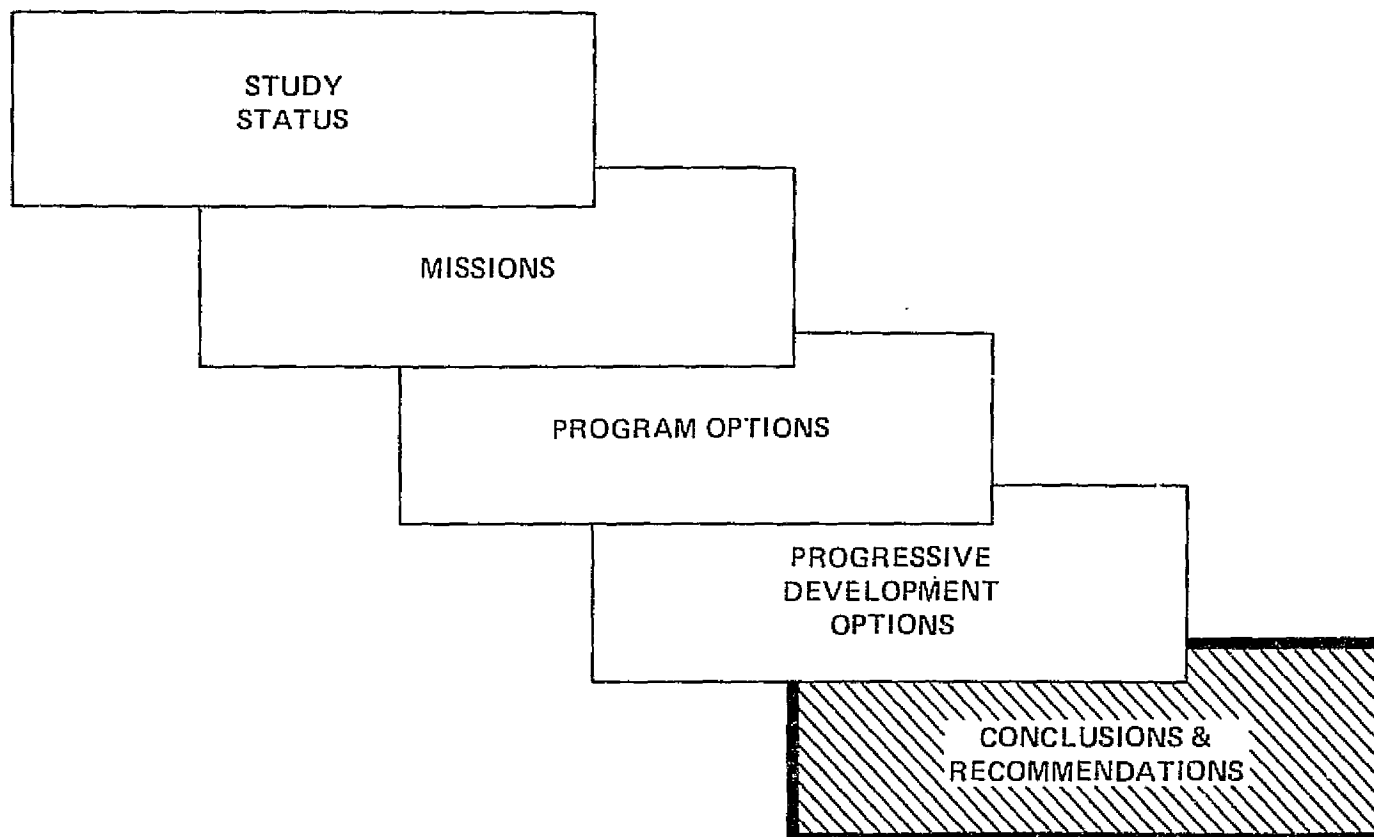 STUDY
STATUS
MISSIONS
PROGRAM OPTIONS
PROGRESSIVE
DEVELOPMENT
OPTIONS
CONCLUSIONS &
RECOMMENDATIONS